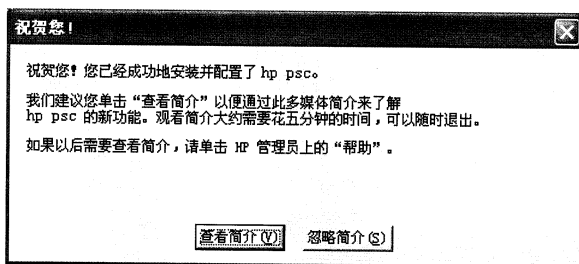 祝贺您!
祝贺您!您已经成功地安装并配置了 hp psc。
我们建议您单击“查看简介”以便通过此多媒体简介来了解
hp psc 的新功能。观看简介大约需要花五分钟的时间,可以随时退出。
如果以后需要查看简介,请单击 HP 管理员上的“帮助”。
查看简介(V)
忽略简介(S)